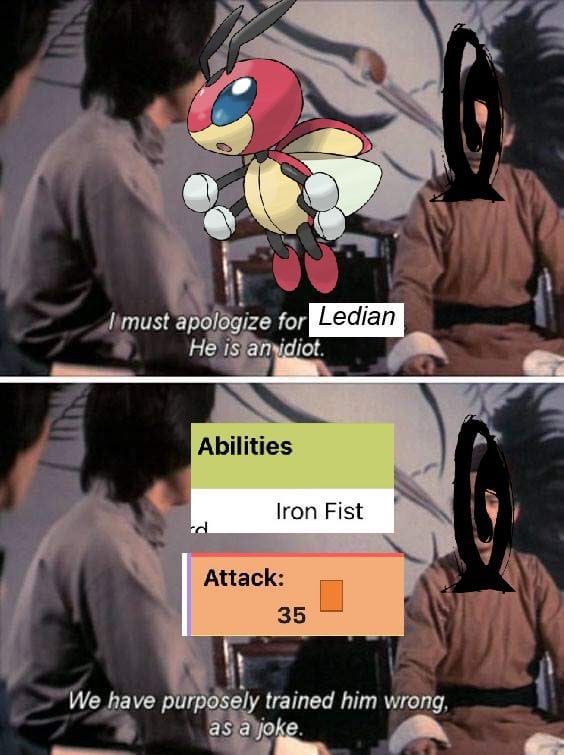 I must apologize for Ledian
He is an idiot.
Abilities
Iron Fist
rd
Attack:
35
We have purposely trained him wrong,
as a joke.